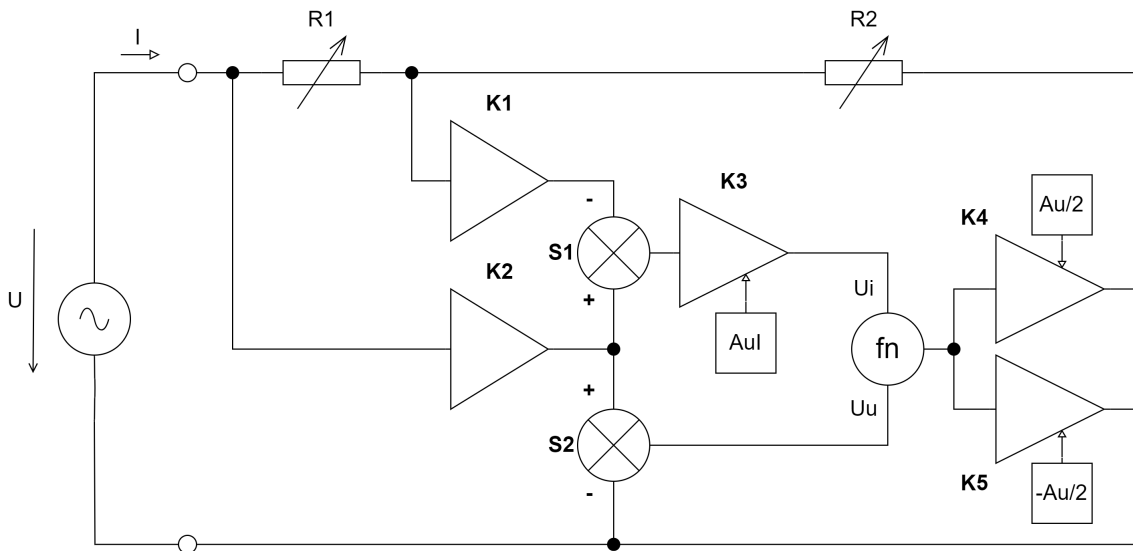 R1
R2
I
K1
K3
Au/2
K4
-
S1
K2
+
Ui
U
AuI
fn
+
Uu
S2
-
K5
-Au/2